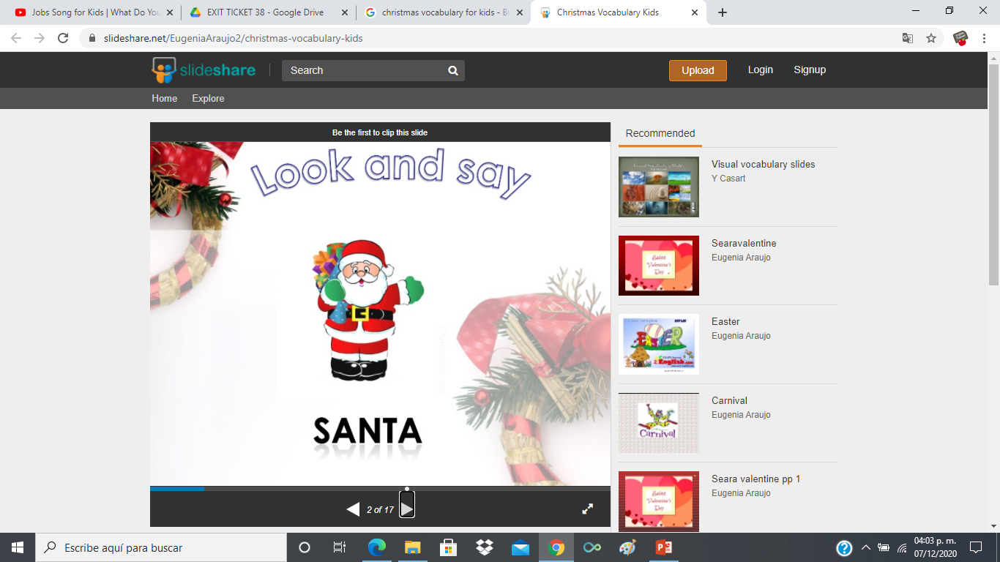 Jobs Song for Kids | What Do You
EXIT TICKET 38 - Google Drive
christmas vocabulary for kids - B
Christmas Vocabulary Kids
slideshare.net/EugeniaAraujo2/christmas-vocabulary-kids
slideshare
Search
Upload
Login
Signup
Home
Explore
Be the first to clip this slide
Look and say
SANTA
2 of 17
Recommended
Visual vocabulary slides
Y Casart
Saint
Valentine's
Day
Searavalentine
Eugenia Araujo
EASTER
English.com
Easter
Eugenia Araujo
Carnival
Carnival
Eugenia Araujo
Saint
Valentine's
Day
Seara valentine pp 1
Eugenia Araujo
Escribe aquí para buscar
04:03 p. m.
07/12/2020